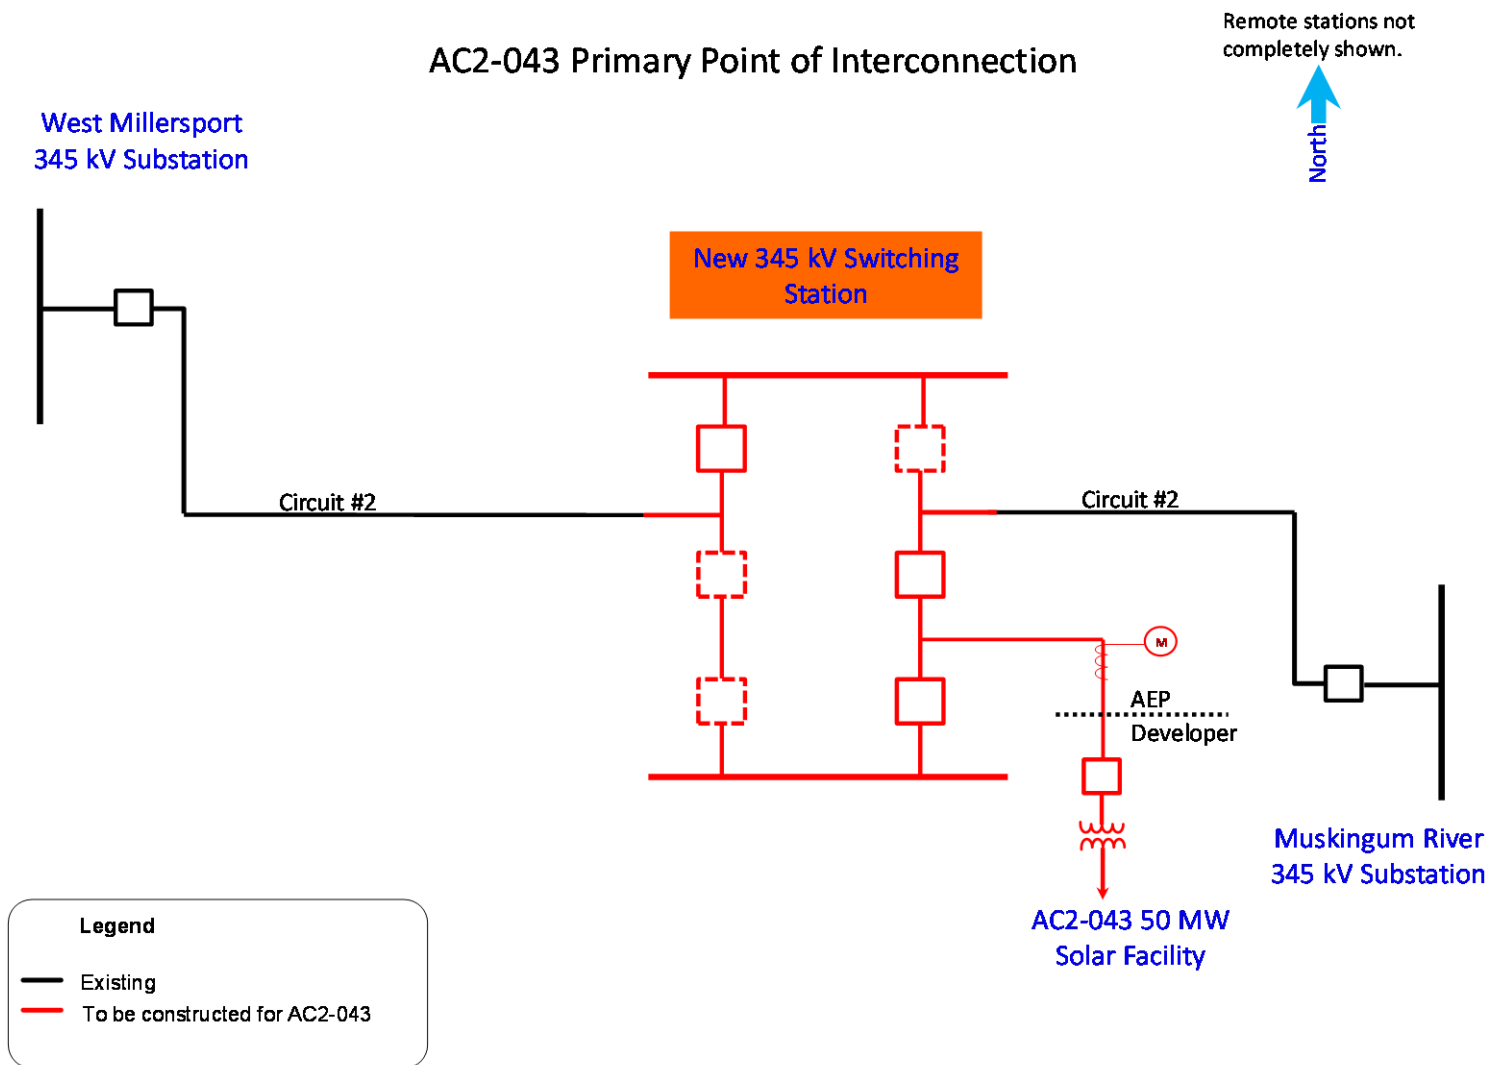 Remote stations not
completely shown.
AC2-043 Primary Point of Interconnection
North
West Millersport
345 kV Substation
New 345 kV Switching
Station
Circuit #2
Circuit #2
M
AEP
Developer
Muskingum River
345 kV Substation
AC2-043 50 MW
Solar Facility
Legend
Existing
To be constructed for AC2-043